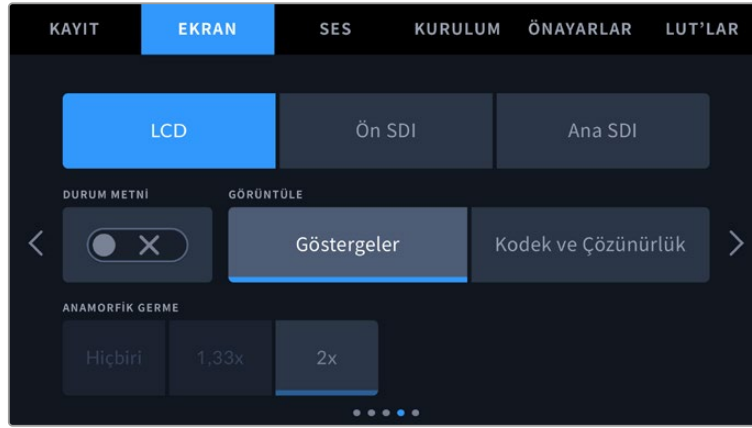 KAYIT EKRAN SES KURULUM ÖNAYARLAR LUT’LAR
LCD Ön SDI Ana SDI
DURUM METNİ GÖRÜNTÜLE
Göstergeler Kodek ve Çözünürlük
ANAMORFİK GERME
Hiçbiri 1,33x 2x